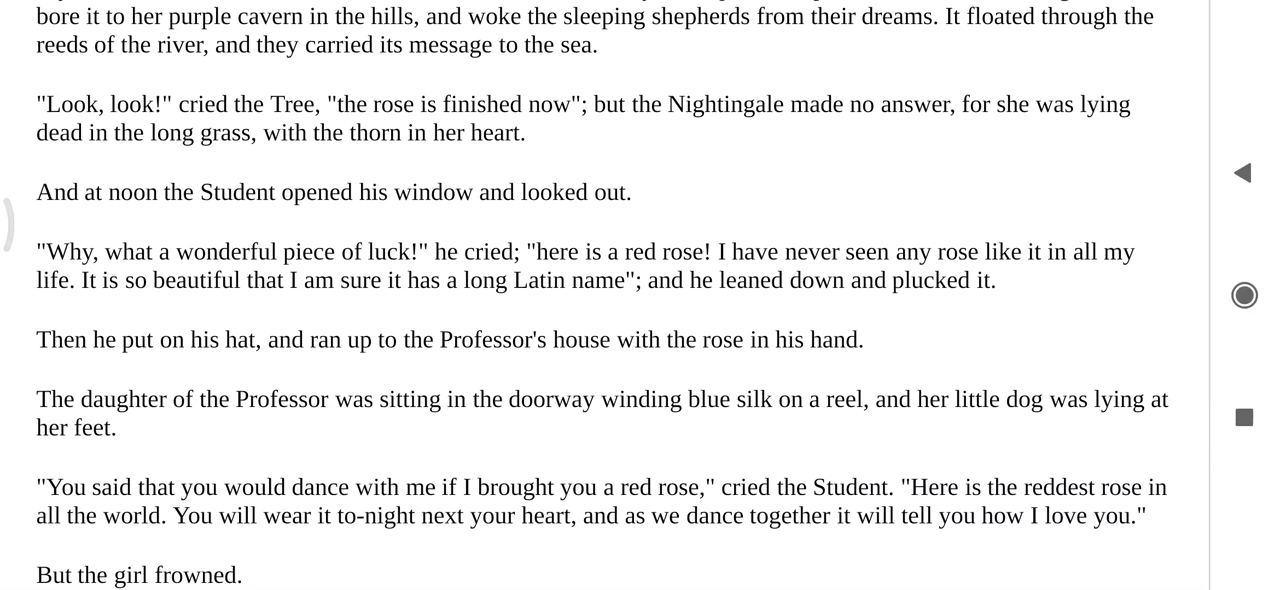 bore it to her purple cavern in the hills, and woke the sleeping shepherds from their dreams. It floated through the
reeds of the river, and they carried its message to the sea.
"Look, look!" cried the Tree, "the rose is finished now"; but the Nightingale made no answer, for she was lying
dead in the long grass, with the thorn in her heart.
And at noon the Student opened his window and looked out.
"Why, what a wonderful piece of luck!" he cried; "here is a red rose! I have never seen any rose like it in all my
life. It is so beautiful that I am sure it has a long Latin name"; and he leaned down and plucked it.
Then he put on his hat, and ran up to the Professor's house with the rose in his hand.
The daughter of the Professor was sitting in the doorway winding blue silk on a reel, and her little dog was lying at
her feet.
"You said that you would dance with me if I brought you a red rose," cried the Student. "Here is the reddest rose in
all the world. You will wear it to-night next your heart, and as we dance together it will tell you how I love you."
But the girl frowned.